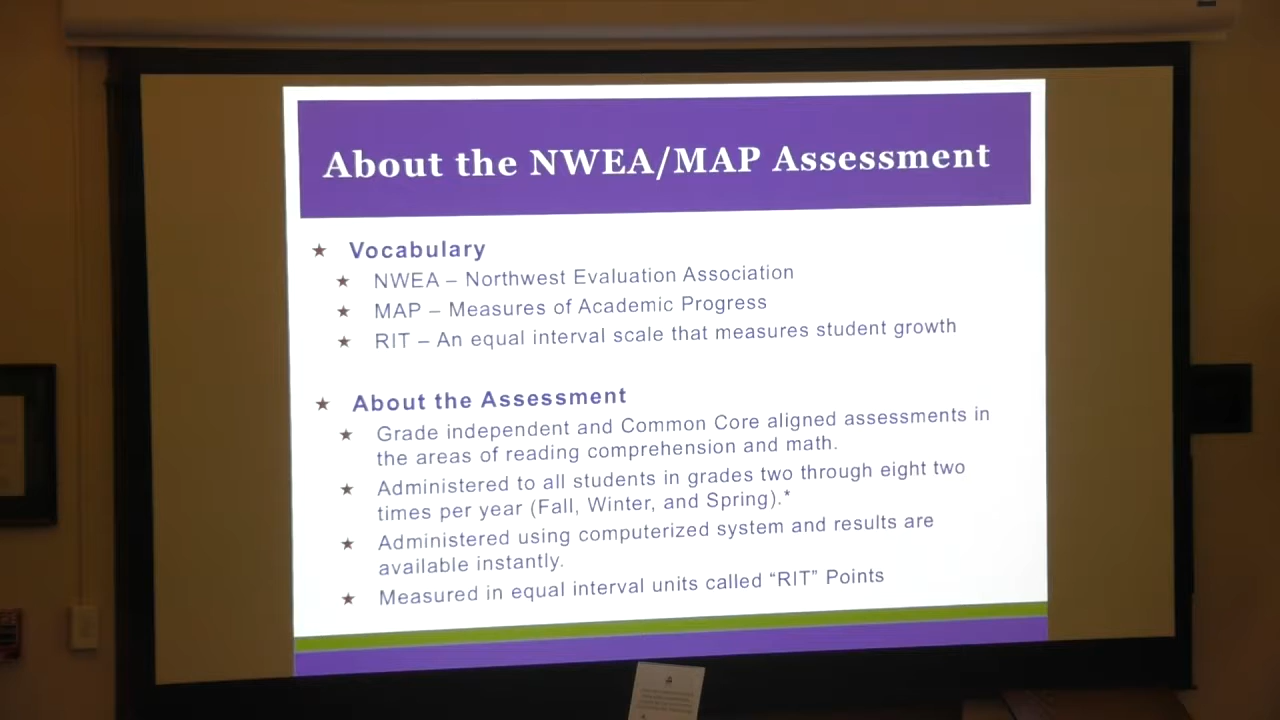 About the NWEA/MAP Assessment
★ Vocabulary
★ NWEA – Northwest Evaluation Association
★ MAP – Measures of Academic Progress
★ RIT – An equal interval scale that measures student growth
★ About the Assessment
★ Grade independent and Common Core aligned assessments in
the areas of reading comprehension and math.
★ Administered to all students in grades two through eight two
times per year (Fall, Winter, and Spring).*
★ Administered using computerized system and results are
available instantly.
★ Measured in equal interval units called “RIT” Points